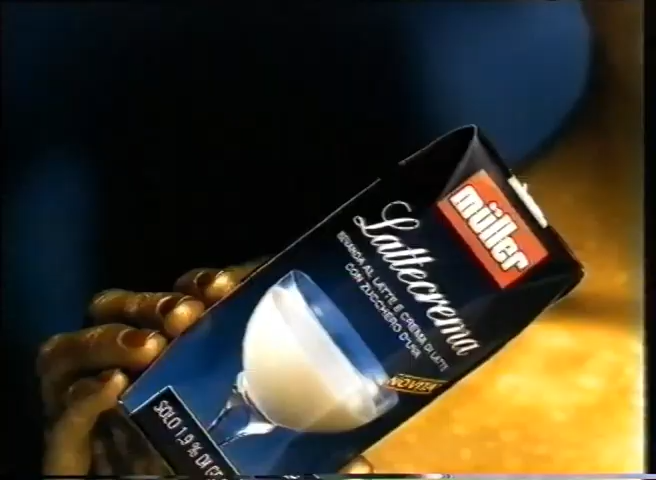 müller
Lattecrema
BEVANDA AL LATTE E CREMA DI LATTE
CON ZUCCHERO D'UVA
NOVITÀ
SOLO 1,9% DI